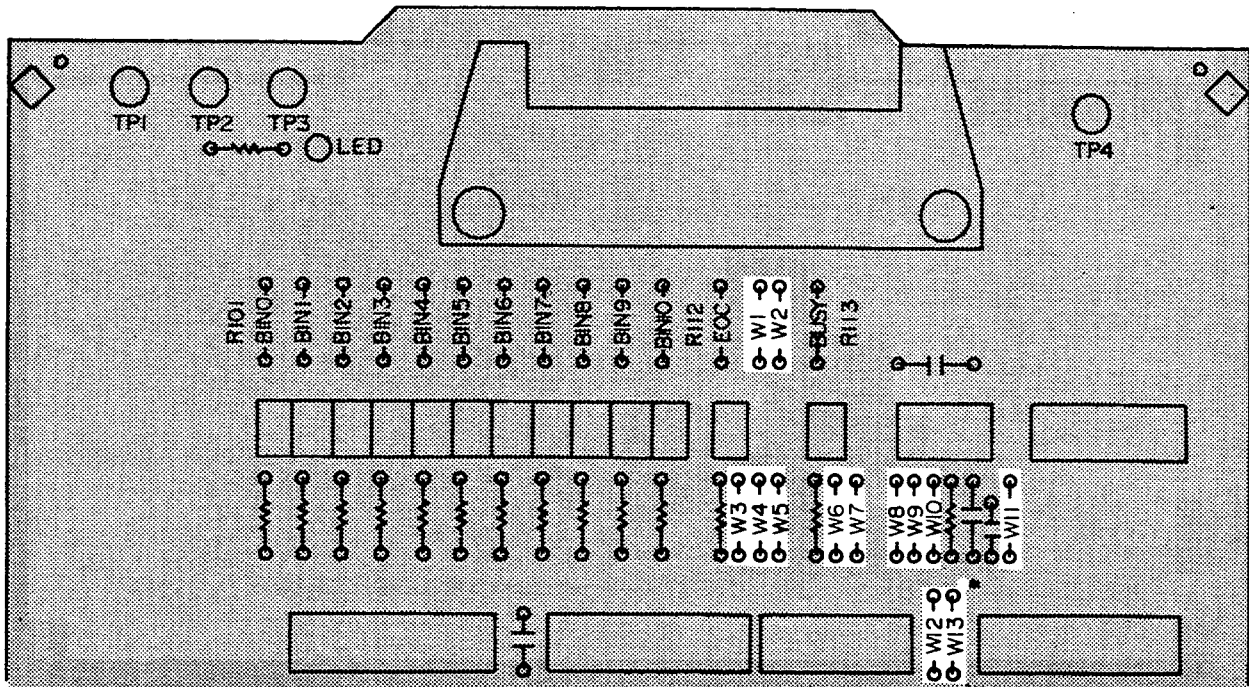 TP1
TP2
TP3
LED
TP4
R101
BIN0
BIN1
BIN2
BIN3
BIN4
BIN5
BIN6
BIN7
BIN8
BIN9
BIN10
R112
EOC
W1
W2
BUSY
R113
W3
W4
W5
W6
W7
W8
W9
W10
W11
W12
W13